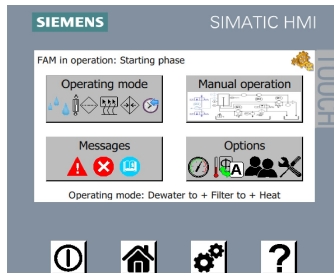 SIEMENS
SIMATIC HMI
TOUCH
FAM in operation: Starting phase
Operating mode
Manual operation
Messages
Options
A
Operating mode: Dewater to + Filter to + Heat
?